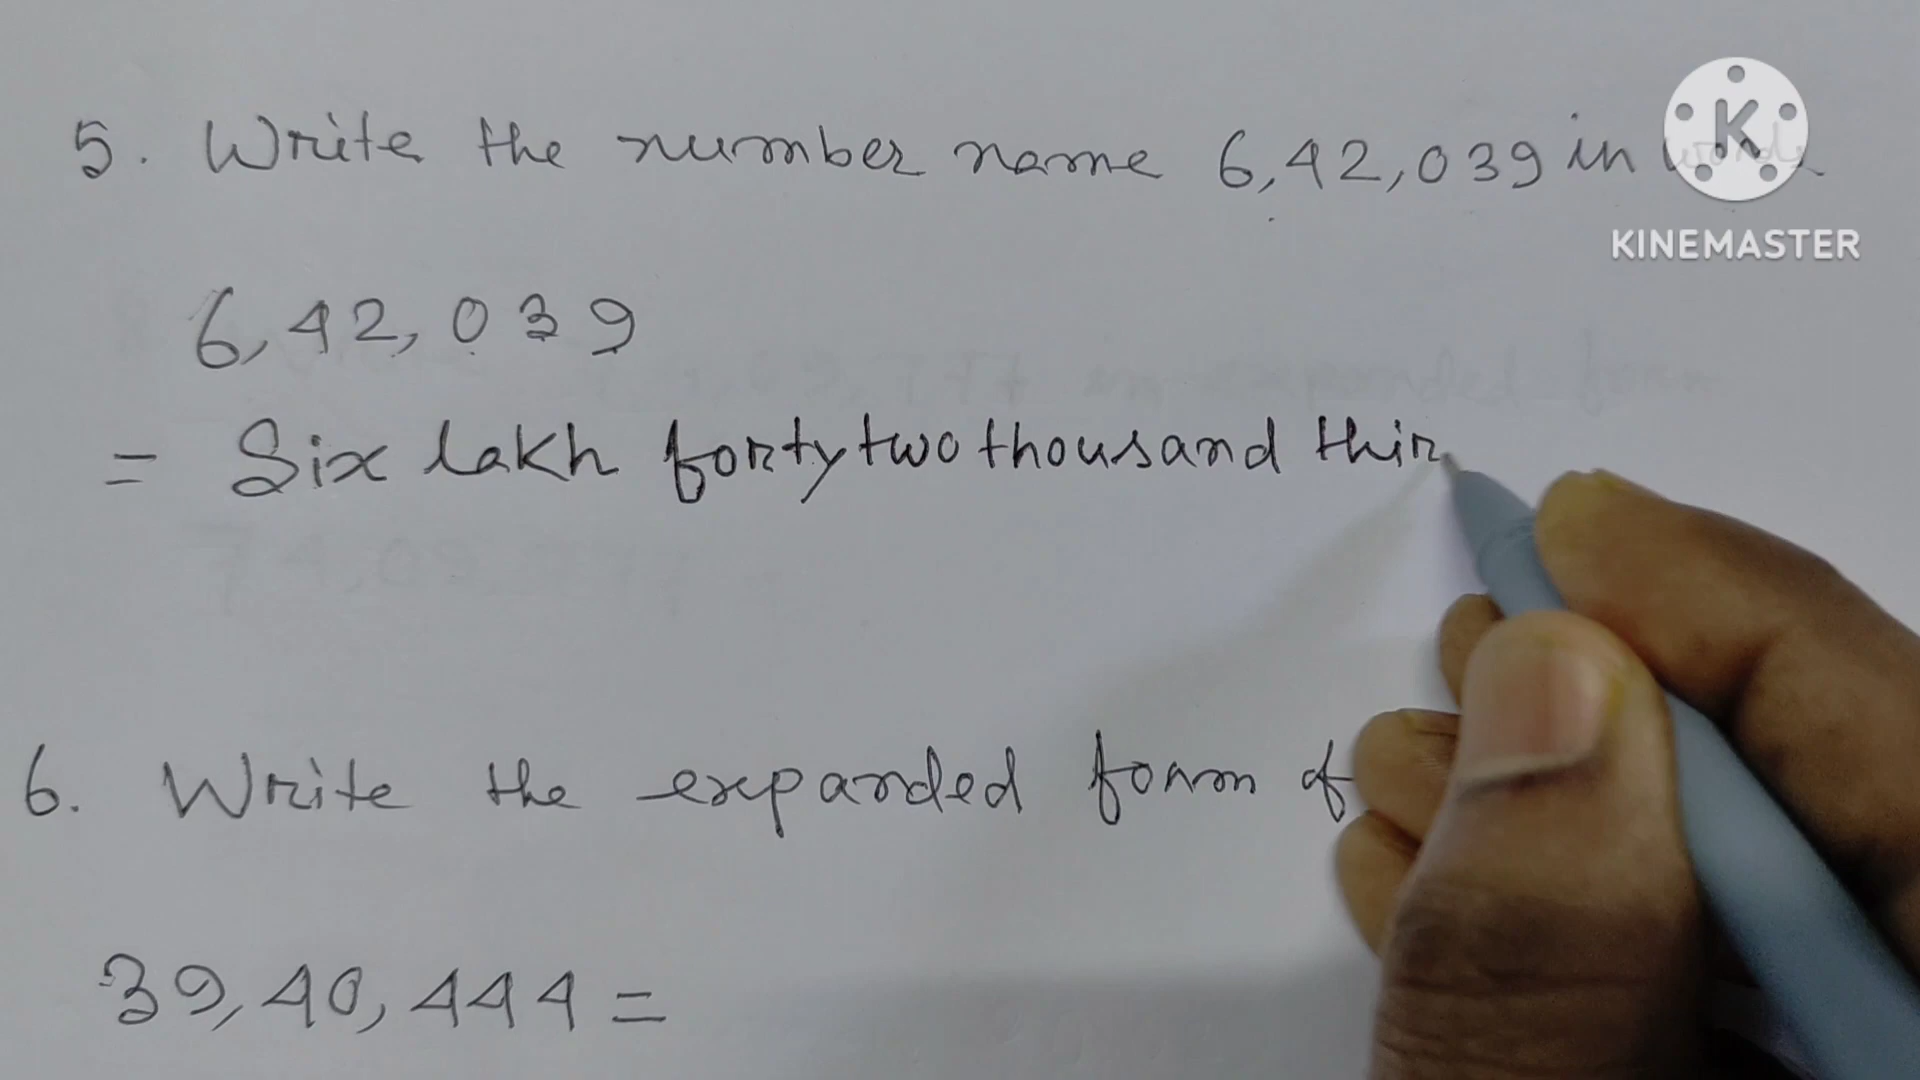 5. Write the number name 6,42,039 in
K
KINEMASTER
6,42,039
= Six lakh forty two thousand thir
6. Write the expanded form of
39,40,444 =